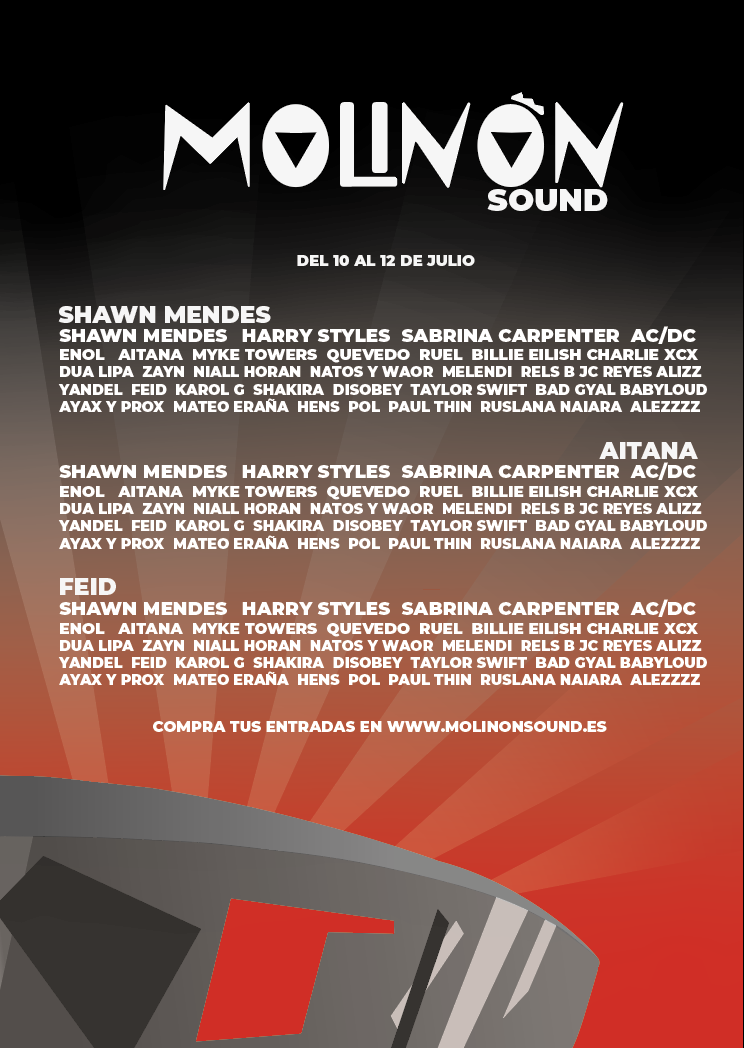 MOLINÒN
SOUND
DEL 10 AL 12 DE JULIO
SHAWN MENDES
SHAWN MENDES HARRY STYLES SABRINA CARPENTER AC/DC
ENOL AITANA MYKE TOWERS QUEVEDO RUEL BILLIE EILISH CHARLIE XCX
DUA LIPA ZAYN NIALL HORAN NATOS Y WAOR MELENDI RELS B JC REYES ALIZZ
YANDEL FEID KAROL G SHAKIRA DISOBEY TAYLOR SWIFT BAD GYAL BABYLOUD
AYAX Y PROX MATEO ERAÑA HENS POL PAUL THIN RUSLANA NAIARA ALEZZZZ
AITANA
SHAWN MENDES HARRY STYLES SABRINA CARPENTER AC/DC
ENOL AITANA MYKE TOWERS QUEVEDO RUEL BILLIE EILISH CHARLIE XCX
DUA LIPA ZAYN NIALL HORAN NATOS Y WAOR MELENDI RELS B JC REYES ALIZZ
YANDEL FEID KAROL G SHAKIRA DISOBEY TAYLOR SWIFT BAD GYAL BABYLOUD
AYAX Y PROX MATEO ERAÑA HENS POL PAUL THIN RUSLANA NAIARA ALEZZZZ
FEID
SHAWN MENDES HARRY STYLES SABRINA CARPENTER AC/DC
ENOL AITANA MYKE TOWERS QUEVEDO RUEL BILLIE EILISH CHARLIE XCX
DUA LIPA ZAYN NIALL HORAN NATOS Y WAOR MELENDI RELS B JC REYES ALIZZ
YANDEL FEID KAROL G SHAKIRA DISOBEY TAYLOR SWIFT BAD GYAL BABYLOUD
AYAX Y PROX MATEO ERAÑA HENS POL PAUL THIN RUSLANA NAIARA ALEZZZZ
COMPRA TUS ENTRADAS EN WWW.MOLINONSOUND.ES